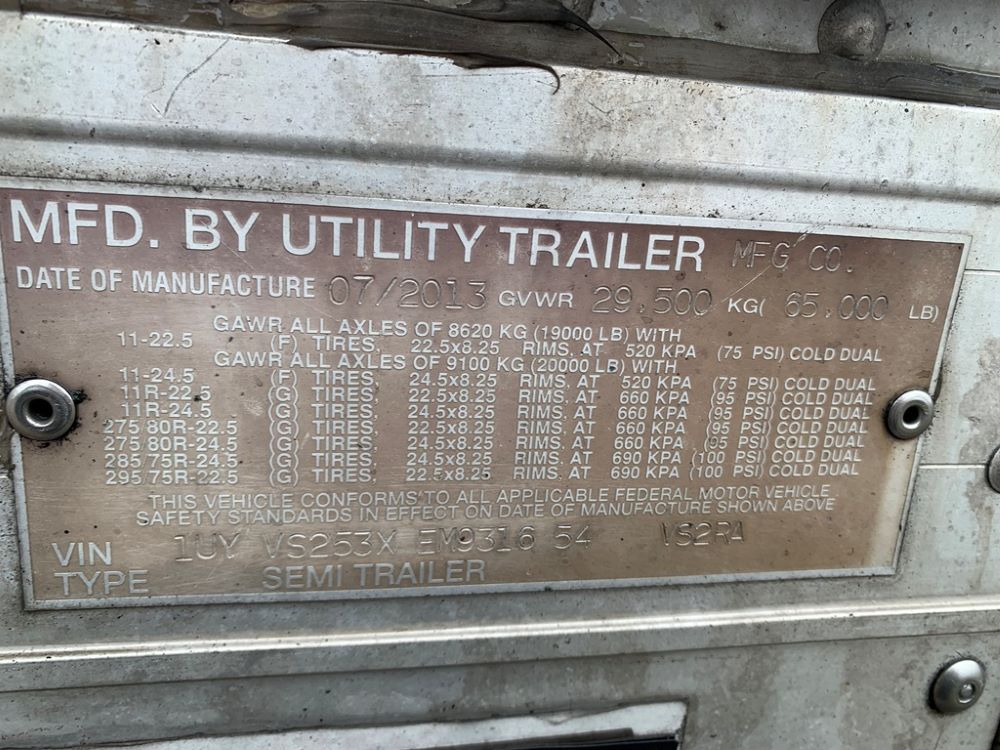 MFD. BY UTILITY TRAILER MFG CO.
DATE OF MANUFACTURE 07/2013 GVWR 29,500 KG( 65,000 LB)
GAWR ALL AXLES OF 8620 KG (19000 LB) WITH
11-22.5 (F) TIRES, 22.5x8.25 RIMS, AT 520 KPA (75 PSI) COLD DUAL
GAWR ALL AXLES OF 9100 KG (20000 LB) WITH
11-24.5 (F) TIRES, 24.5x8.25 RIMS, AT 520 KPA (75 PSI) COLD DUAL
11R-22.5 (G) TIRES, 22.5x8.25 RIMS, AT 660 KPA (95 PSI) COLD DUAL
11R-24.5 (G) TIRES, 24.5x8.25 RIMS, AT 660 KPA (95 PSI) COLD DUAL
275/80R-22.5 (G) TIRES, 22.5x8.25 RIMS, AT 660 KPA (95 PSI) COLD DUAL
275/80R-24.5 (G) TIRES, 24.5x8.25 RIMS, AT 660 KPA (95 PSI) COLD DUAL
285/75R-24.5 (G) TIRES, 24.5x8.25 RIMS, AT 690 KPA (100 PSI) COLD DUAL
295/75R-22.5 (G) TIRES, 22.5x8.25 RIMS, AT 690 KPA (100 PSI) COLD DUAL
THIS VEHICLE CONFORMS TO ALL APPLICABLE FEDERAL MOTOR VEHICLE
SAFETY STANDARDS IN EFFECT ON DATE OF MANUFACTURE SHOWN ABOVE
VIN 1UY VS253X EM9316 54 VS2RA
TYPE SEMI TRAILER